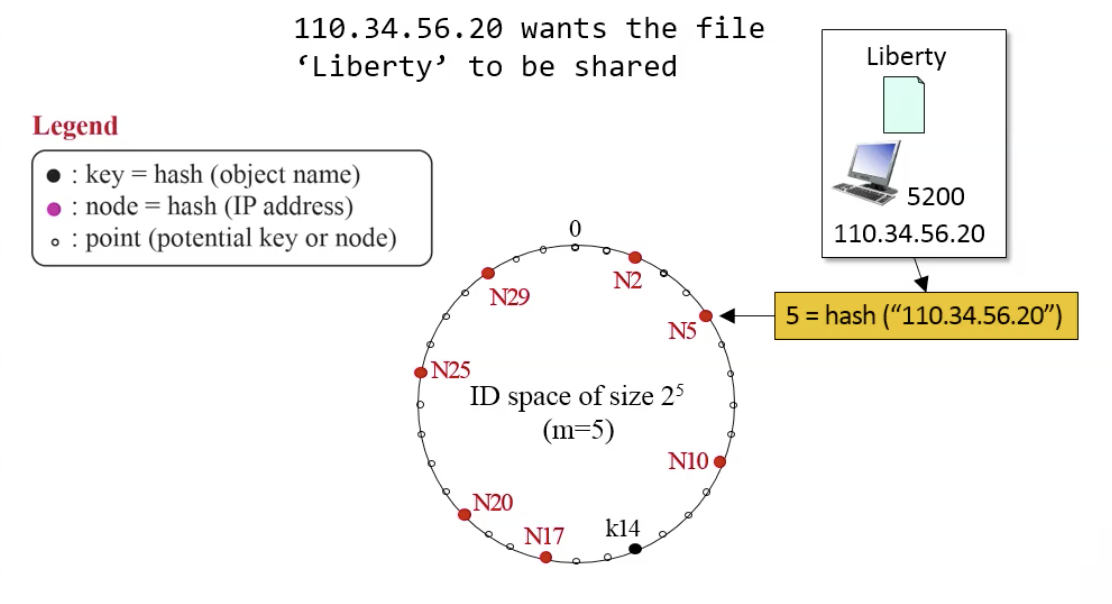 110.34.56.20 wants the file
‘Liberty’ to be shared
Liberty
5200
110.34.56.20
Legend
: key = hash (object name)
: node = hash (IP address)
: point (potential key or node)
0
N2
N29
N5
5 = hash (“110.34.56.20”)
N25
ID space of size 2⁵
(m=5)
N10
N20
N17
k14